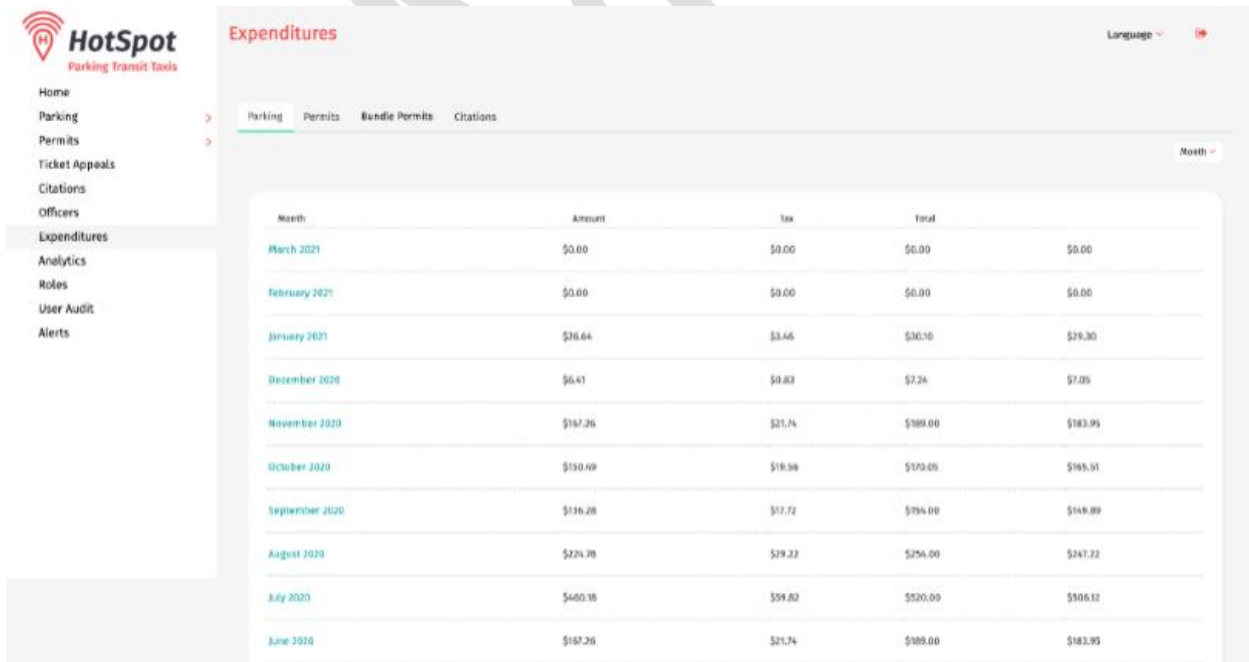 HotSpot
Parking Transit Taxis
Expenditures
Language
Home
Parking
Permits
Ticket Appeals
Citations
Officers
Expenditures
Analytics
Roles
User Audit
Alerts
Parking Permits Bundle Permits Citations
Month
Month Amount Tax Total
March 2021 $0.00 $0.00 $0.00 $0.00
February 2021 $0.00 $0.00 $0.00 $0.00
January 2021 $26.64 $3.46 $30.10 $29.30
December 2020 $6.41 $0.83 $7.24 $7.05
November 2020 $167.26 $21.74 $189.00 $183.95
October 2020 $150.49 $19.56 $170.05 $165.51
September 2020 $136.28 $17.72 $154.00 $149.89
August 2020 $224.78 $29.22 $254.00 $247.22
July 2020 $460.18 $59.82 $520.00 $506.12
June 2020 $167.26 $21.74 $189.00 $183.95